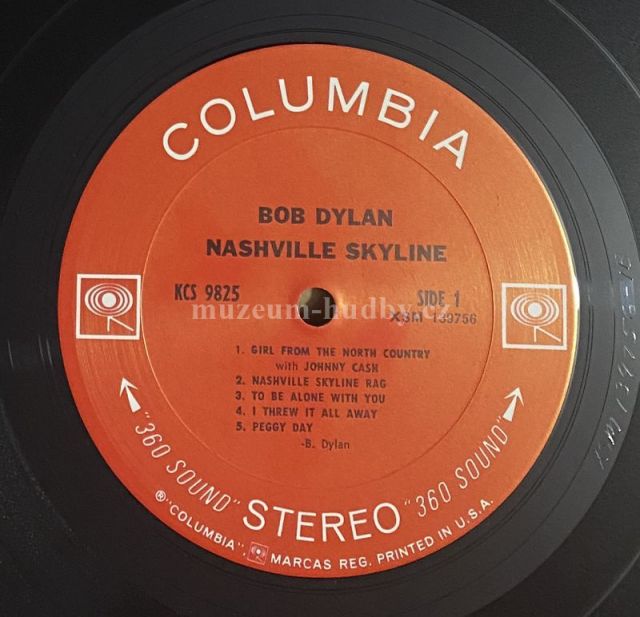 COLUMBIA
BOB DYLAN
NASHVILLE SKYLINE
KCS 9825
SIDE 1
XSM 139756
muzeum-hudby.cz
1. GIRL FROM THE NORTH COUNTRY
with JOHNNY CASH
2. NASHVILLE SKYLINE RAG
3. TO BE ALONE WITH YOU
4. I THREW IT ALL AWAY
5. PEGGY DAY
-B. Dylan
"360 SOUND" STEREO "360 SOUND"
®"COLUMBIA", MARCAS REG. PRINTED IN U.S.A.